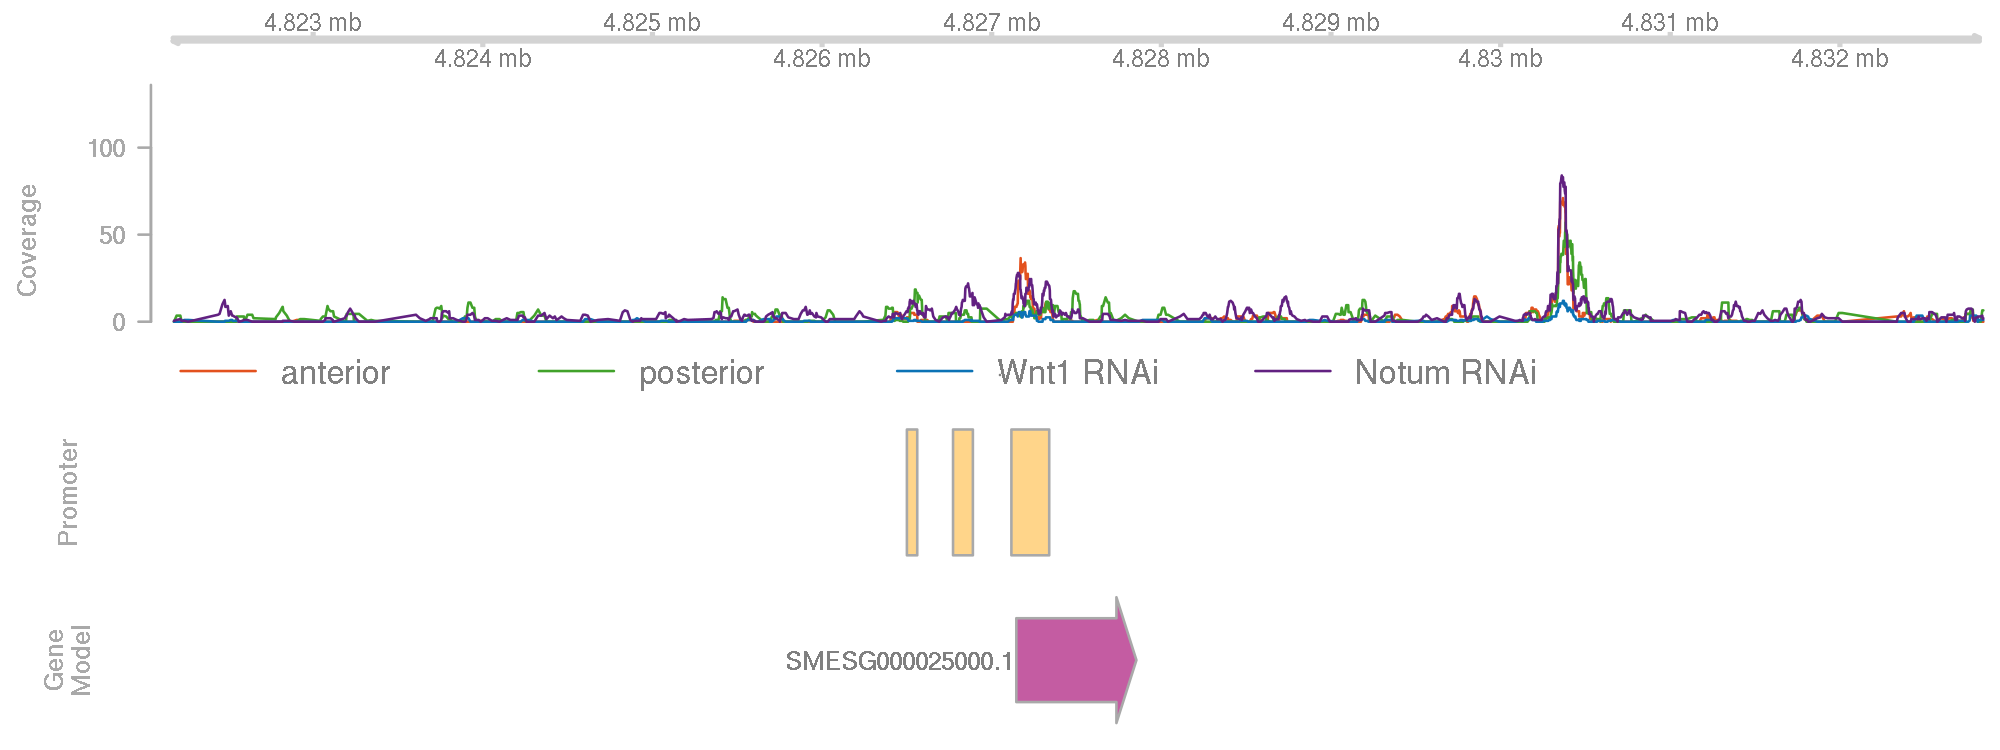 4.823 mb 4.825 mb 4.827 mb 4.829 mb 4.831 mb
4.824 mb 4.826 mb 4.828 mb 4.83 mb 4.832 mb
Coverage
100
50
0
anterior posterior Wnt1 RNAi Notum RNAi
Promoter
Gene
Model
SMESG000025000.1